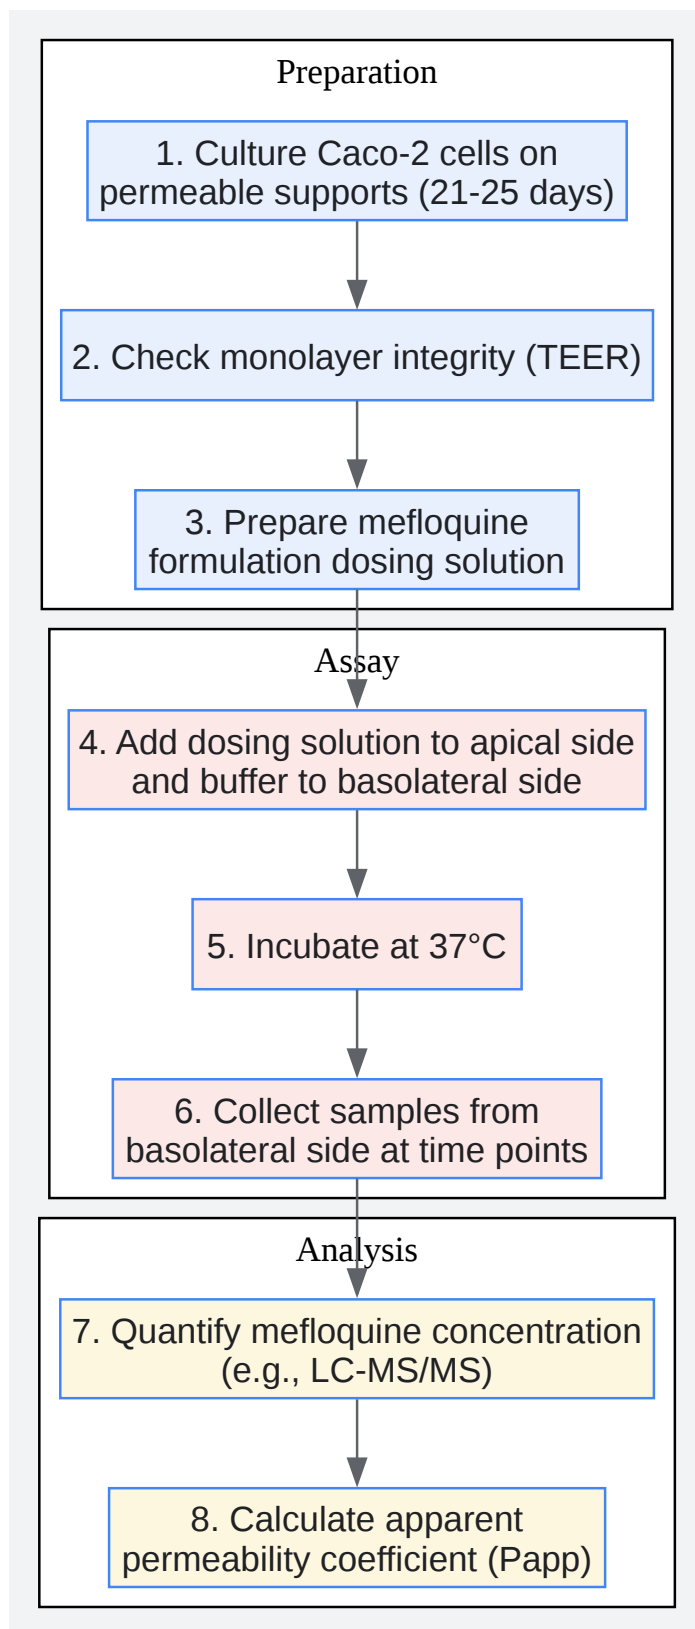 Preparation
1. Culture Caco-2 cells on
permeable supports (21-25 days)
2. Check monolayer integrity (TEER)
3. Prepare mefloquine
formulation dosing solution
Assay
4. Add dosing solution to apical side
and buffer to basolateral side
5. Incubate at 37°C
6. Collect samples from
basolateral side at time points
Analysis
7. Quantify mefloquine concentration
(e.g., LC-MS/MS)
8. Calculate apparent
permeability coefficient (Papp)